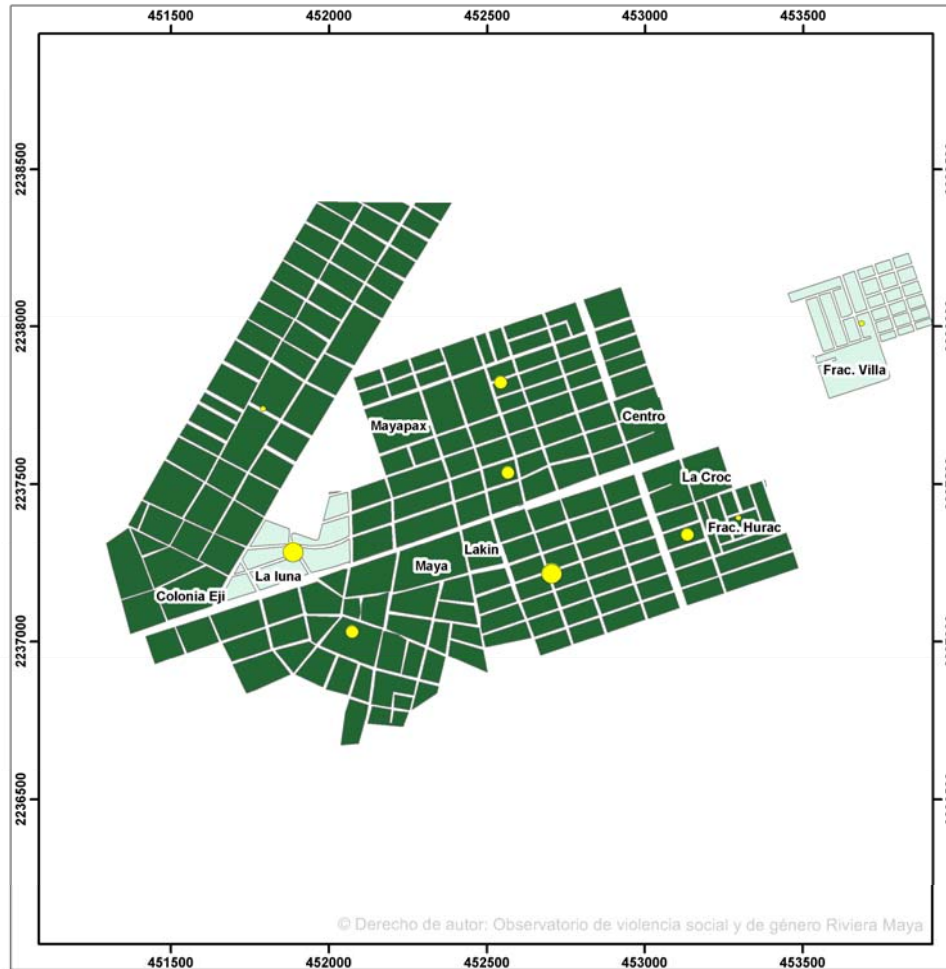 451500 452000 452500 453000 453500
2238500
2238000
Frac. Villa
Centro
Mayapax
2237500
La Croc
Frac. Hurac
Lakin
Maya
La luna
Colonia Eji
2237000
2236500
© Derecho de autor: Observatorio de violencia social y de género Riviera Maya
451500 452000 452500 453000 453500